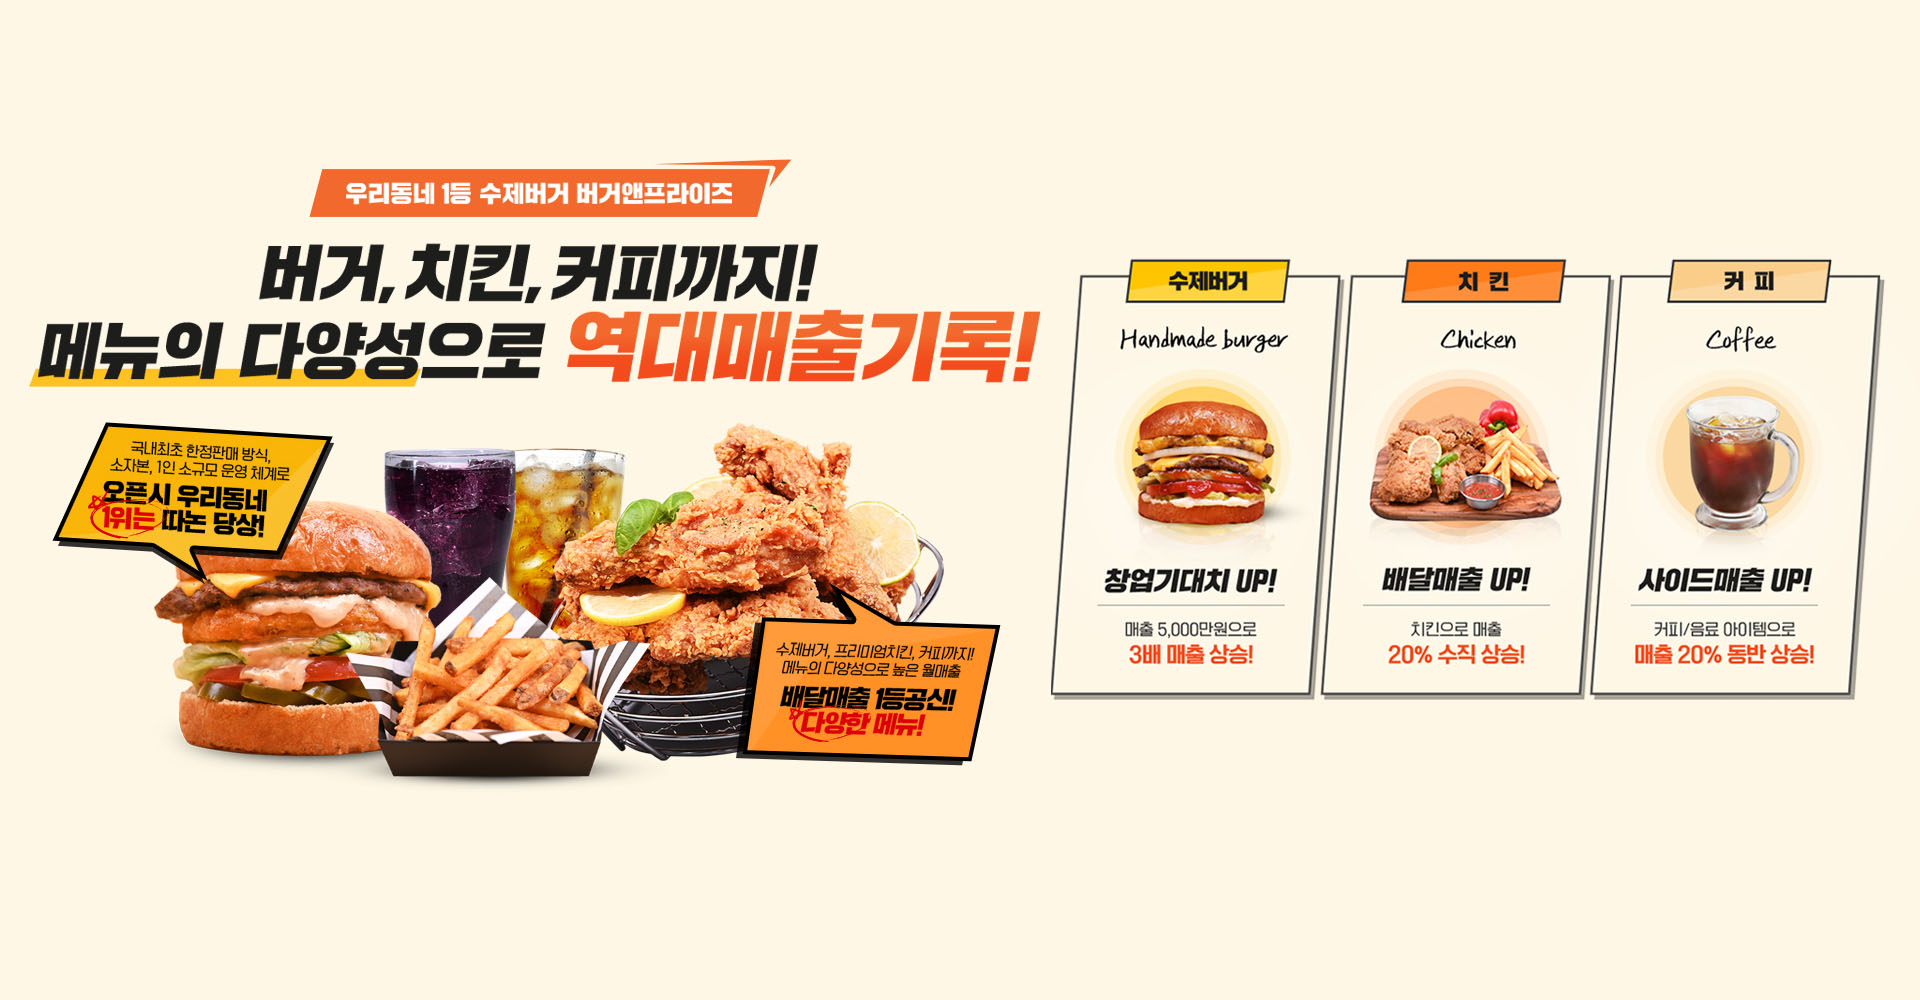 우리동네 1등 수제버거 버거앤프라이즈
버거, 치킨, 커피까지!
메뉴의 다양성으로 역대매출기록!
국내최초 한정판매 방식,
소자본, 1인 소규모 운영 체계로
오픈시 우리동네
1위는 따논 당상!
수제버거, 프리미엄치킨, 커피까지!
메뉴의 다양성으로 높은 월매출
배달매출 1등공신!!
다양한 메뉴!
수제버거
Handmade burger
창업기대치 UP!
매출 5,000만원으로
3배 매출 상승!
치 킨
Chicken
배달매출 UP!
치킨으로 매출
20% 수직 상승!
커 피
Coffee
사이드매출 UP!
커피/음료 아이템으로
매출 20% 동반 상승!